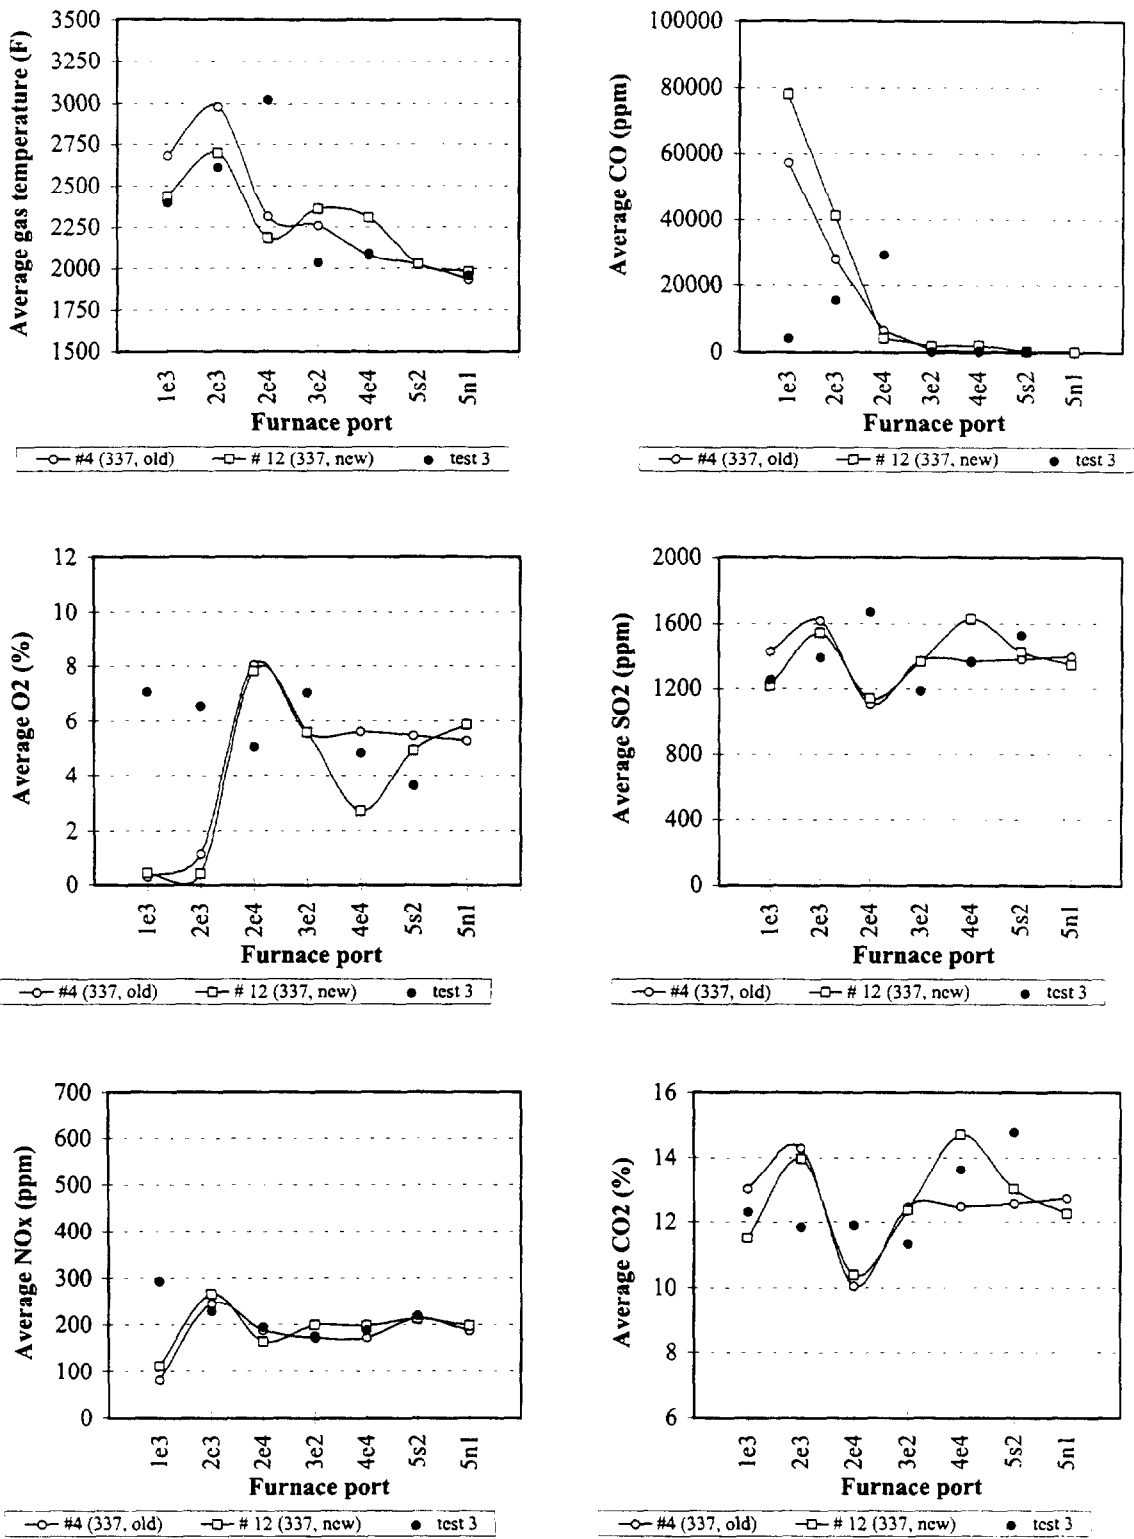 Average gas temperature (F)
3500
3250
3000
2750
2500
2250
2000
1750
1500
1e3
2c3
2e4
3e2
4e4
5s2
5n1
Furnace port
#4 (337, old)
# 12 (337, new)
test 3
Average CO (ppm)
100000
80000
60000
40000
20000
0
1e3
2c3
2e4
3e2
4e4
5s2
5n1
Furnace port
#4 (337, old)
# 12 (337, new)
test 3
Average O2 (%)
12
10
8
6
4
2
0
1e3
2e3
2e4
3e2
4e4
5s2
5n1
Furnace port
#4 (337, old)
# 12 (337, new)
test 3
Average SO2 (ppm)
2000
1600
1200
800
400
0
1e3
2e3
2e4
3e2
4e4
5s2
5n1
Furnace port
#4 (337, old)
# 12 (337, new)
test 3
Average NOx (ppm)
700
600
500
400
300
200
100
0
1e3
2c3
2e4
3e2
4e4
5s2
5n1
Furnace port
#4 (337, old)
# 12 (337, new)
test 3
Average CO2 (%)
16
14
12
10
8
6
1e3
2e3
2e4
3e2
4e4
5s2
5n1
Furnace port
#4 (337, old)
# 12 (337, new)
test 3